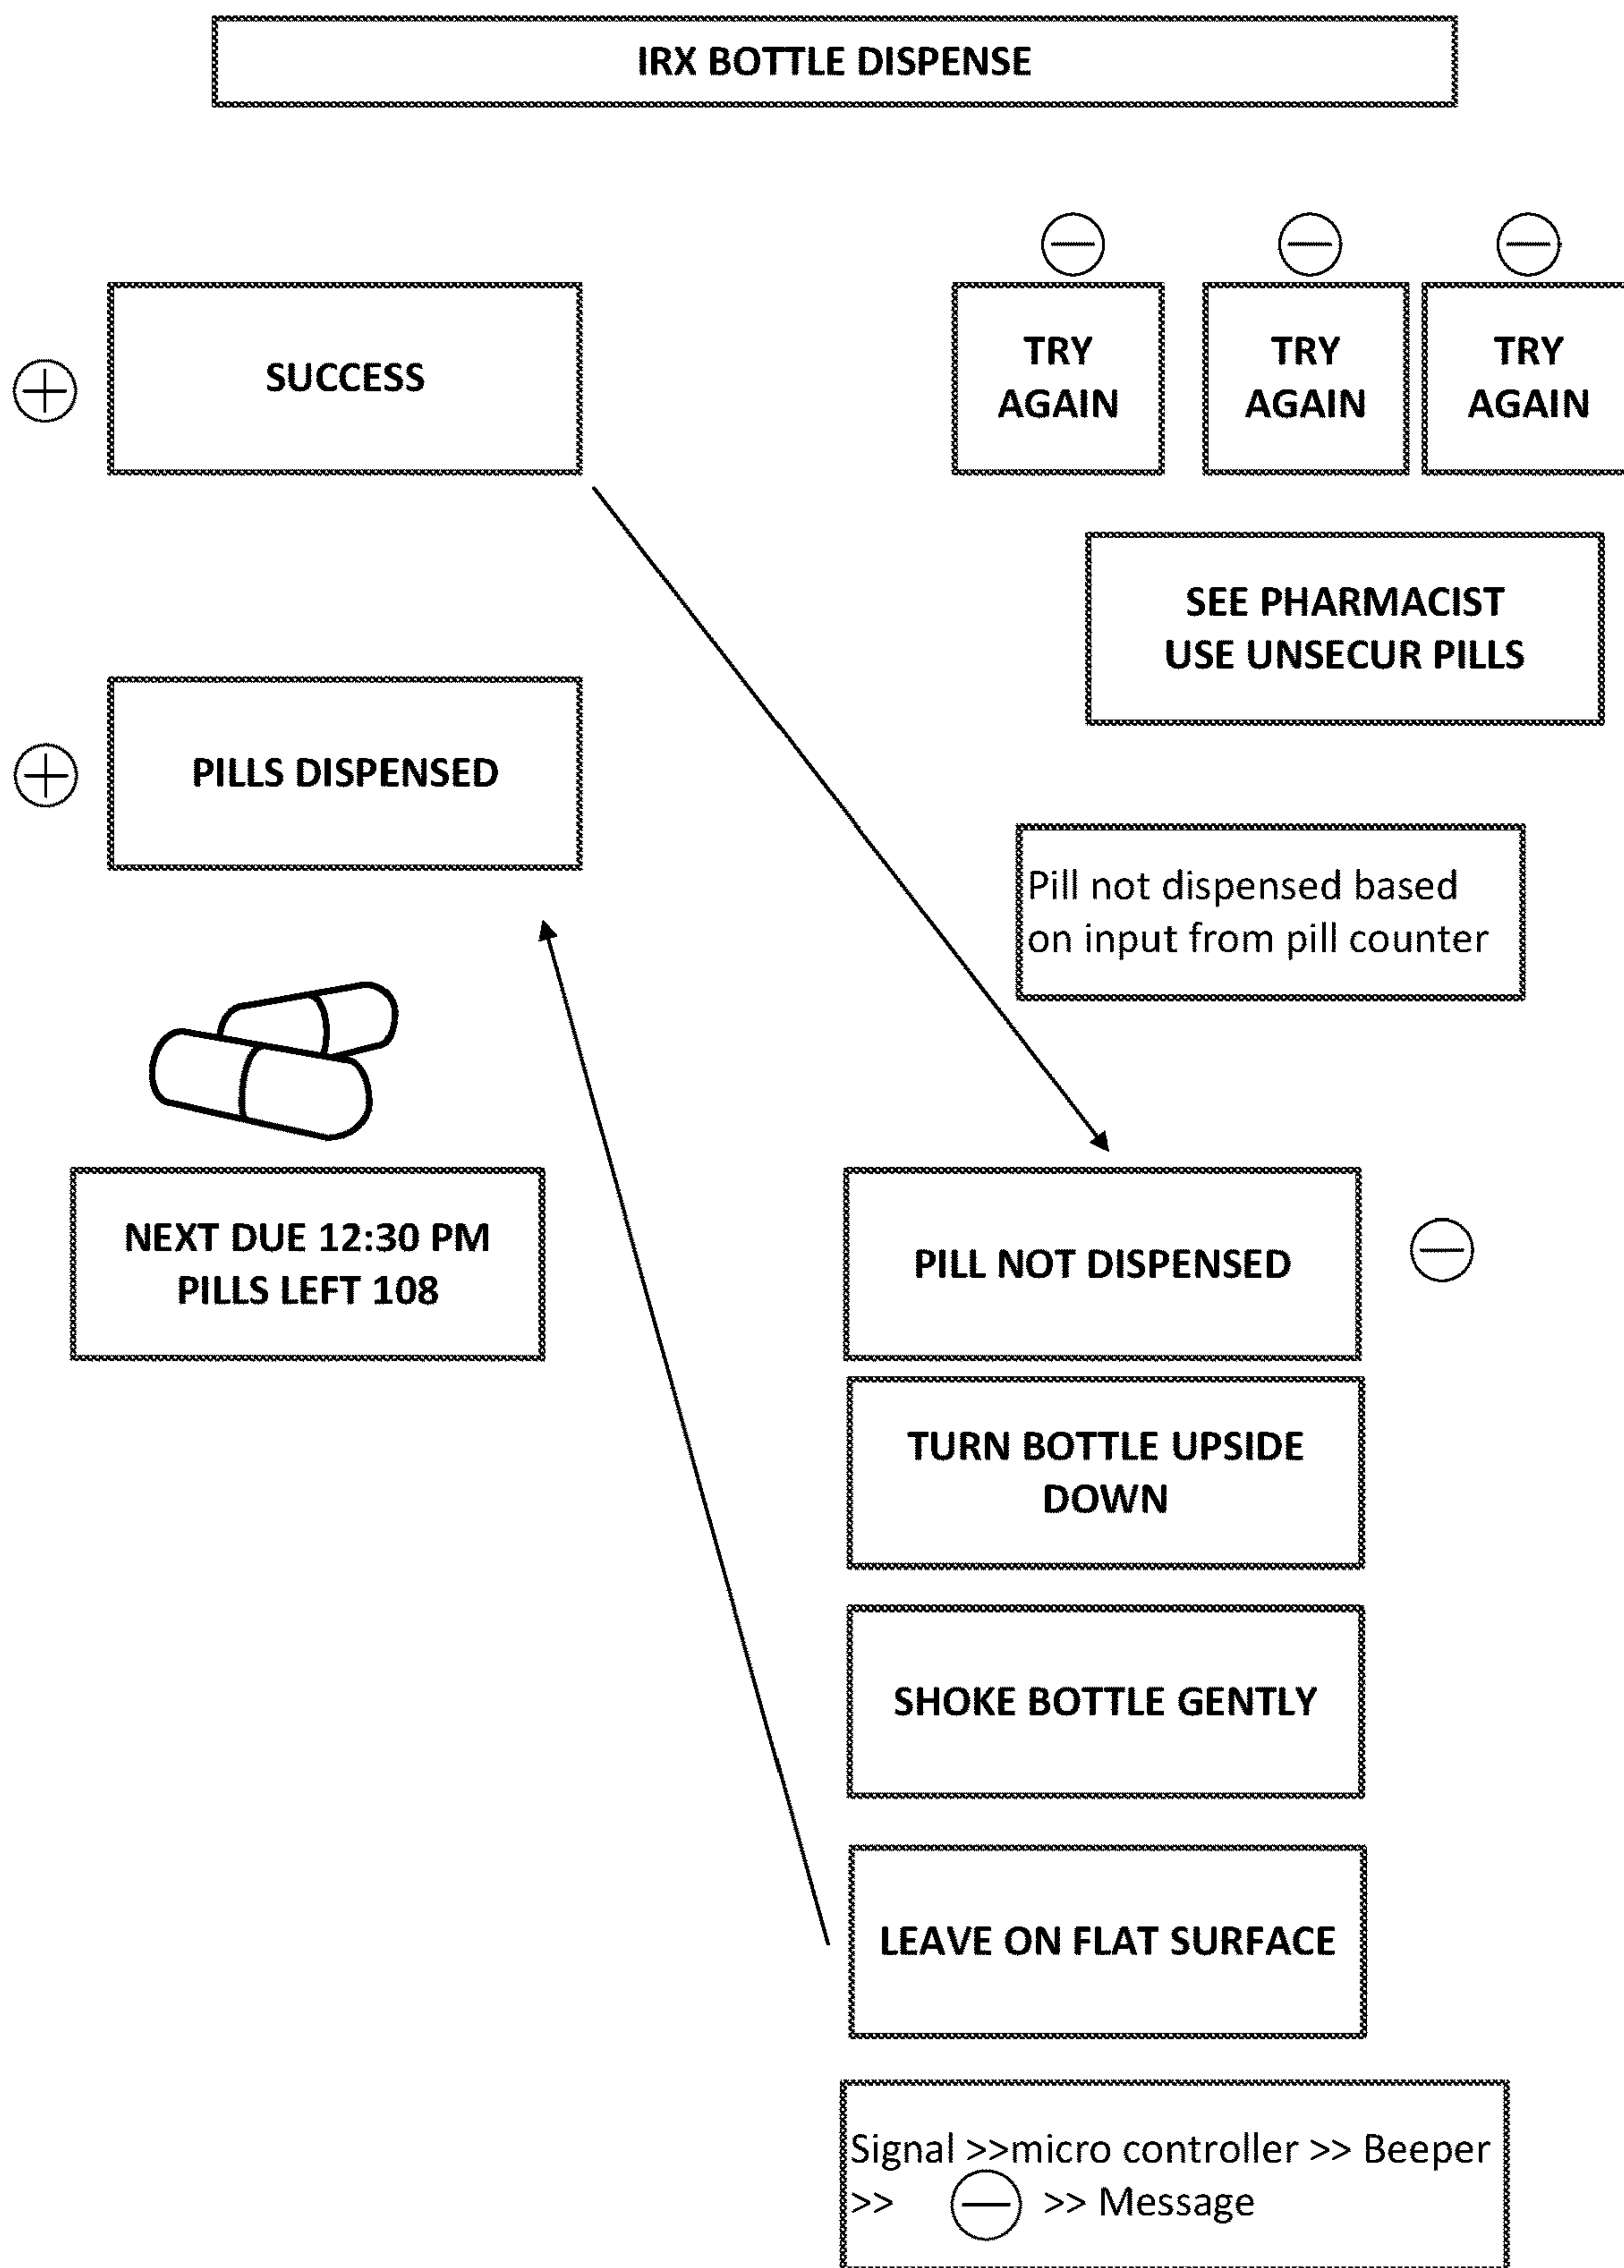 IRX BOTTLE DISPENSE
SUCCESS
TRY
AGAIN
TRY
AGAIN
TRY
AGAIN
SEE PHARMACIST
USE UNSECUR PILLS
PILLS DISPENSED
Pill not dispensed based
on input from pill counter
NEXT DUE 12:30 PM
PILLS LEFT 108
PILL NOT DISPENSED
TURN BOTTLE UPSIDE
DOWN
SHOKE BOTTLE GENTLY
LEAVE ON FLAT SURFACE
Signal >>micro controller >> Beeper
>> >> Message